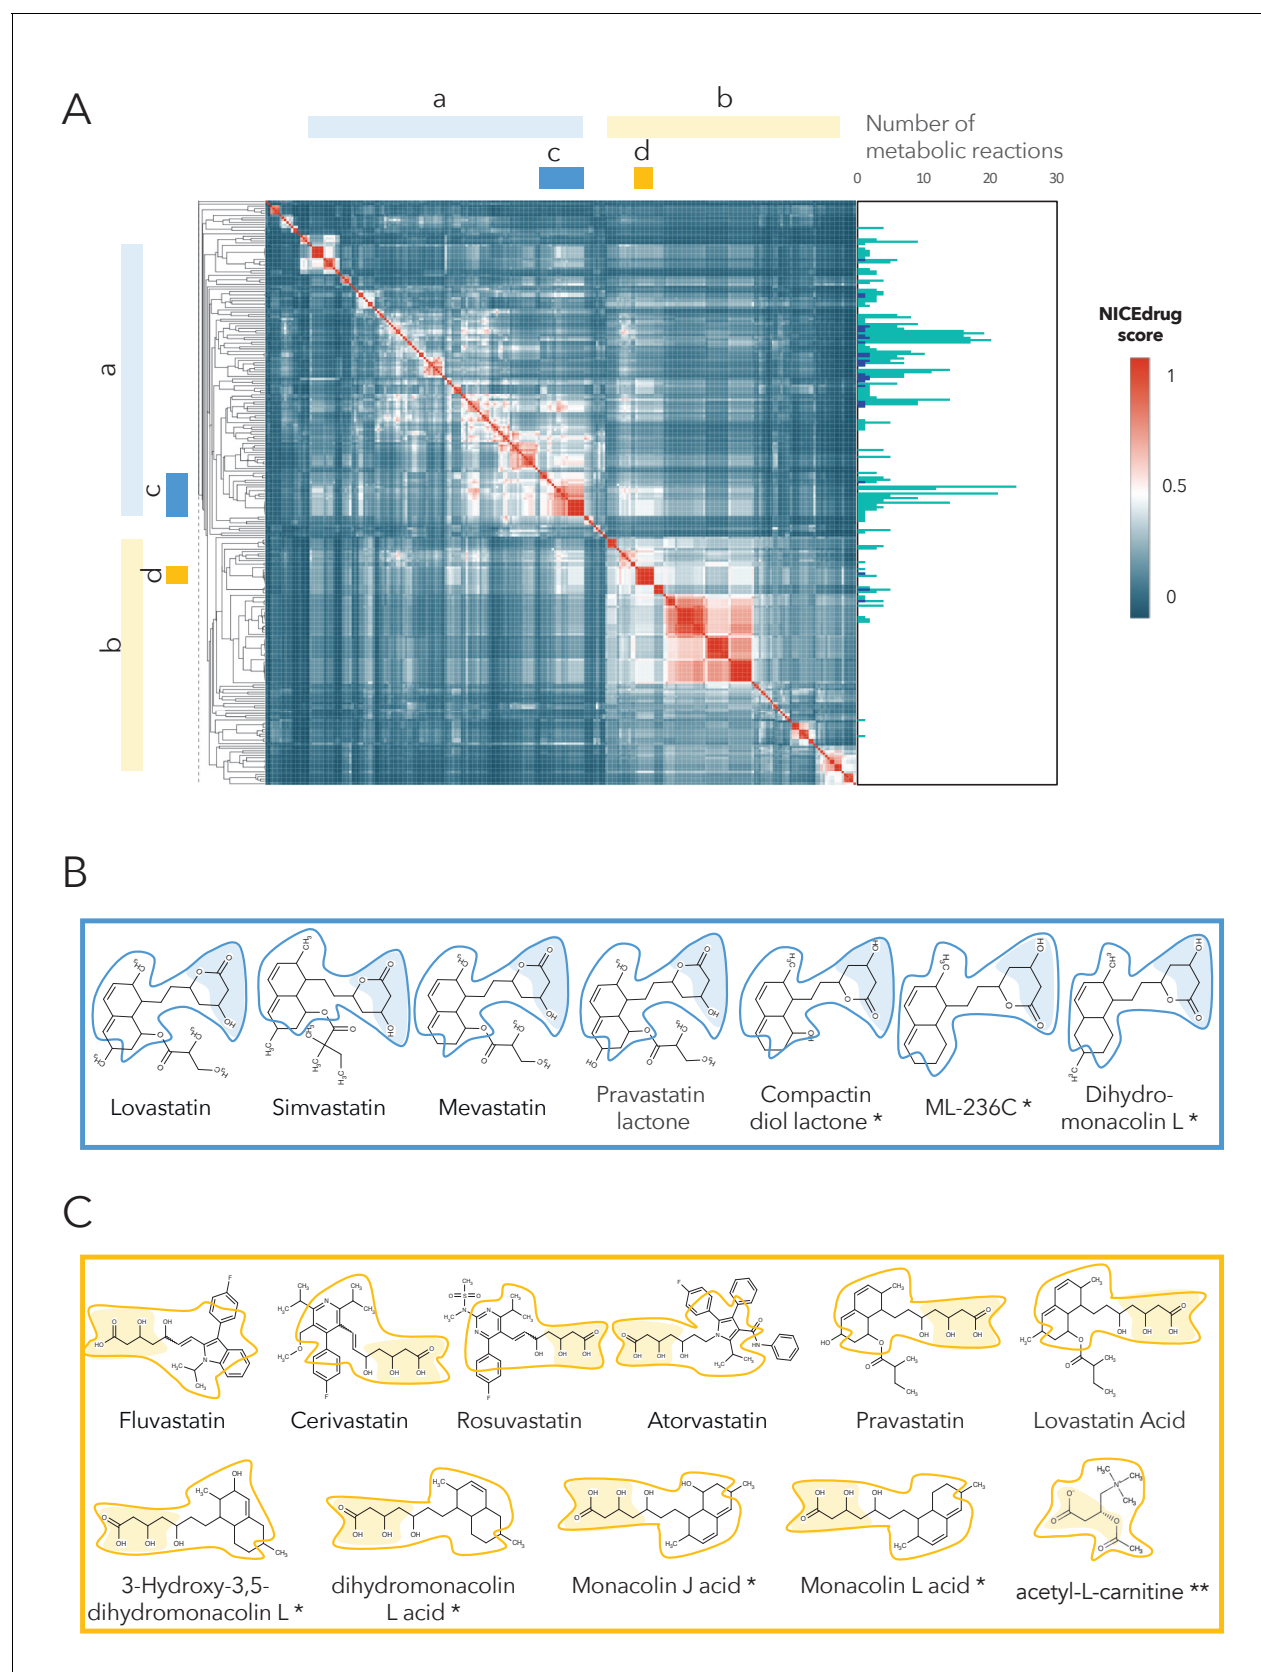 A
a
b
c
d
Number of
metabolic reactions
0 10 20 30
a
c
d
b
NICEdrug
score
1
0.5
0
B
Lovastatin
Simvastatin
Mevastatin
Pravastatin
lactone
Compactin
diol lactone *
ML-236C *
Dihydro-
monacolin L *
C
Fluvastatin
Cerivastatin
Rosuvastatin
Atorvastatin
Pravastatin
Lovastatin Acid
3-Hydroxy-3,5-
dihydromonacolin L *
dihydromonacolin
L acid *
Monacolin J acid *
Monacolin L acid *
acetyl-L-carnitine **